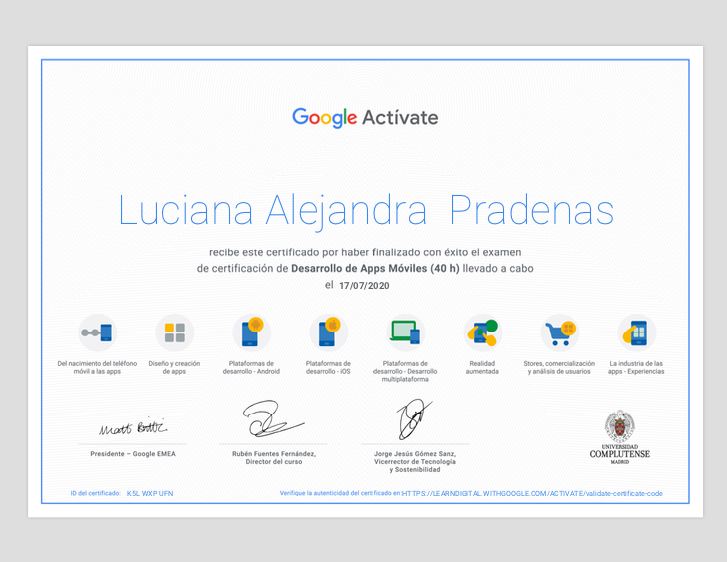 Google Actívate
Luciana Alejandra Pradenas
recibe este certificado por haber finalizado con éxito el examen
de certificación de Desarrollo de Apps Móviles (40 h) llevado a cabo
el 17/07/2020
Del nacimiento del teléfono
móvil a las apps
Diseño y creación
de apps
Plataformas de
desarrollo - Android
Plataformas de
desarrollo - iOS
Plataformas de
desarrollo - Desarrollo
multiplataforma
Realidad
aumentada
Stores, comercialización
y análisis de usuarios
La industria de las
apps - Experiencias
Presidente – Google EMEA
Rubén Fuentes Fernández,
Director del curso
Jorge Jesús Gómez Sanz,
Vicerrector de Tecnología
y Sostenibilidad
UNIVERSIDAD
COMPLUTENSE
MADRID
ID del certificado: K5L WXP UFN
Verifique la autenticidad del certificado en:HTTPS://LEARNDIGITAL.WITHGOOGLE.COM/ACTIVATE/validate-certificate-code